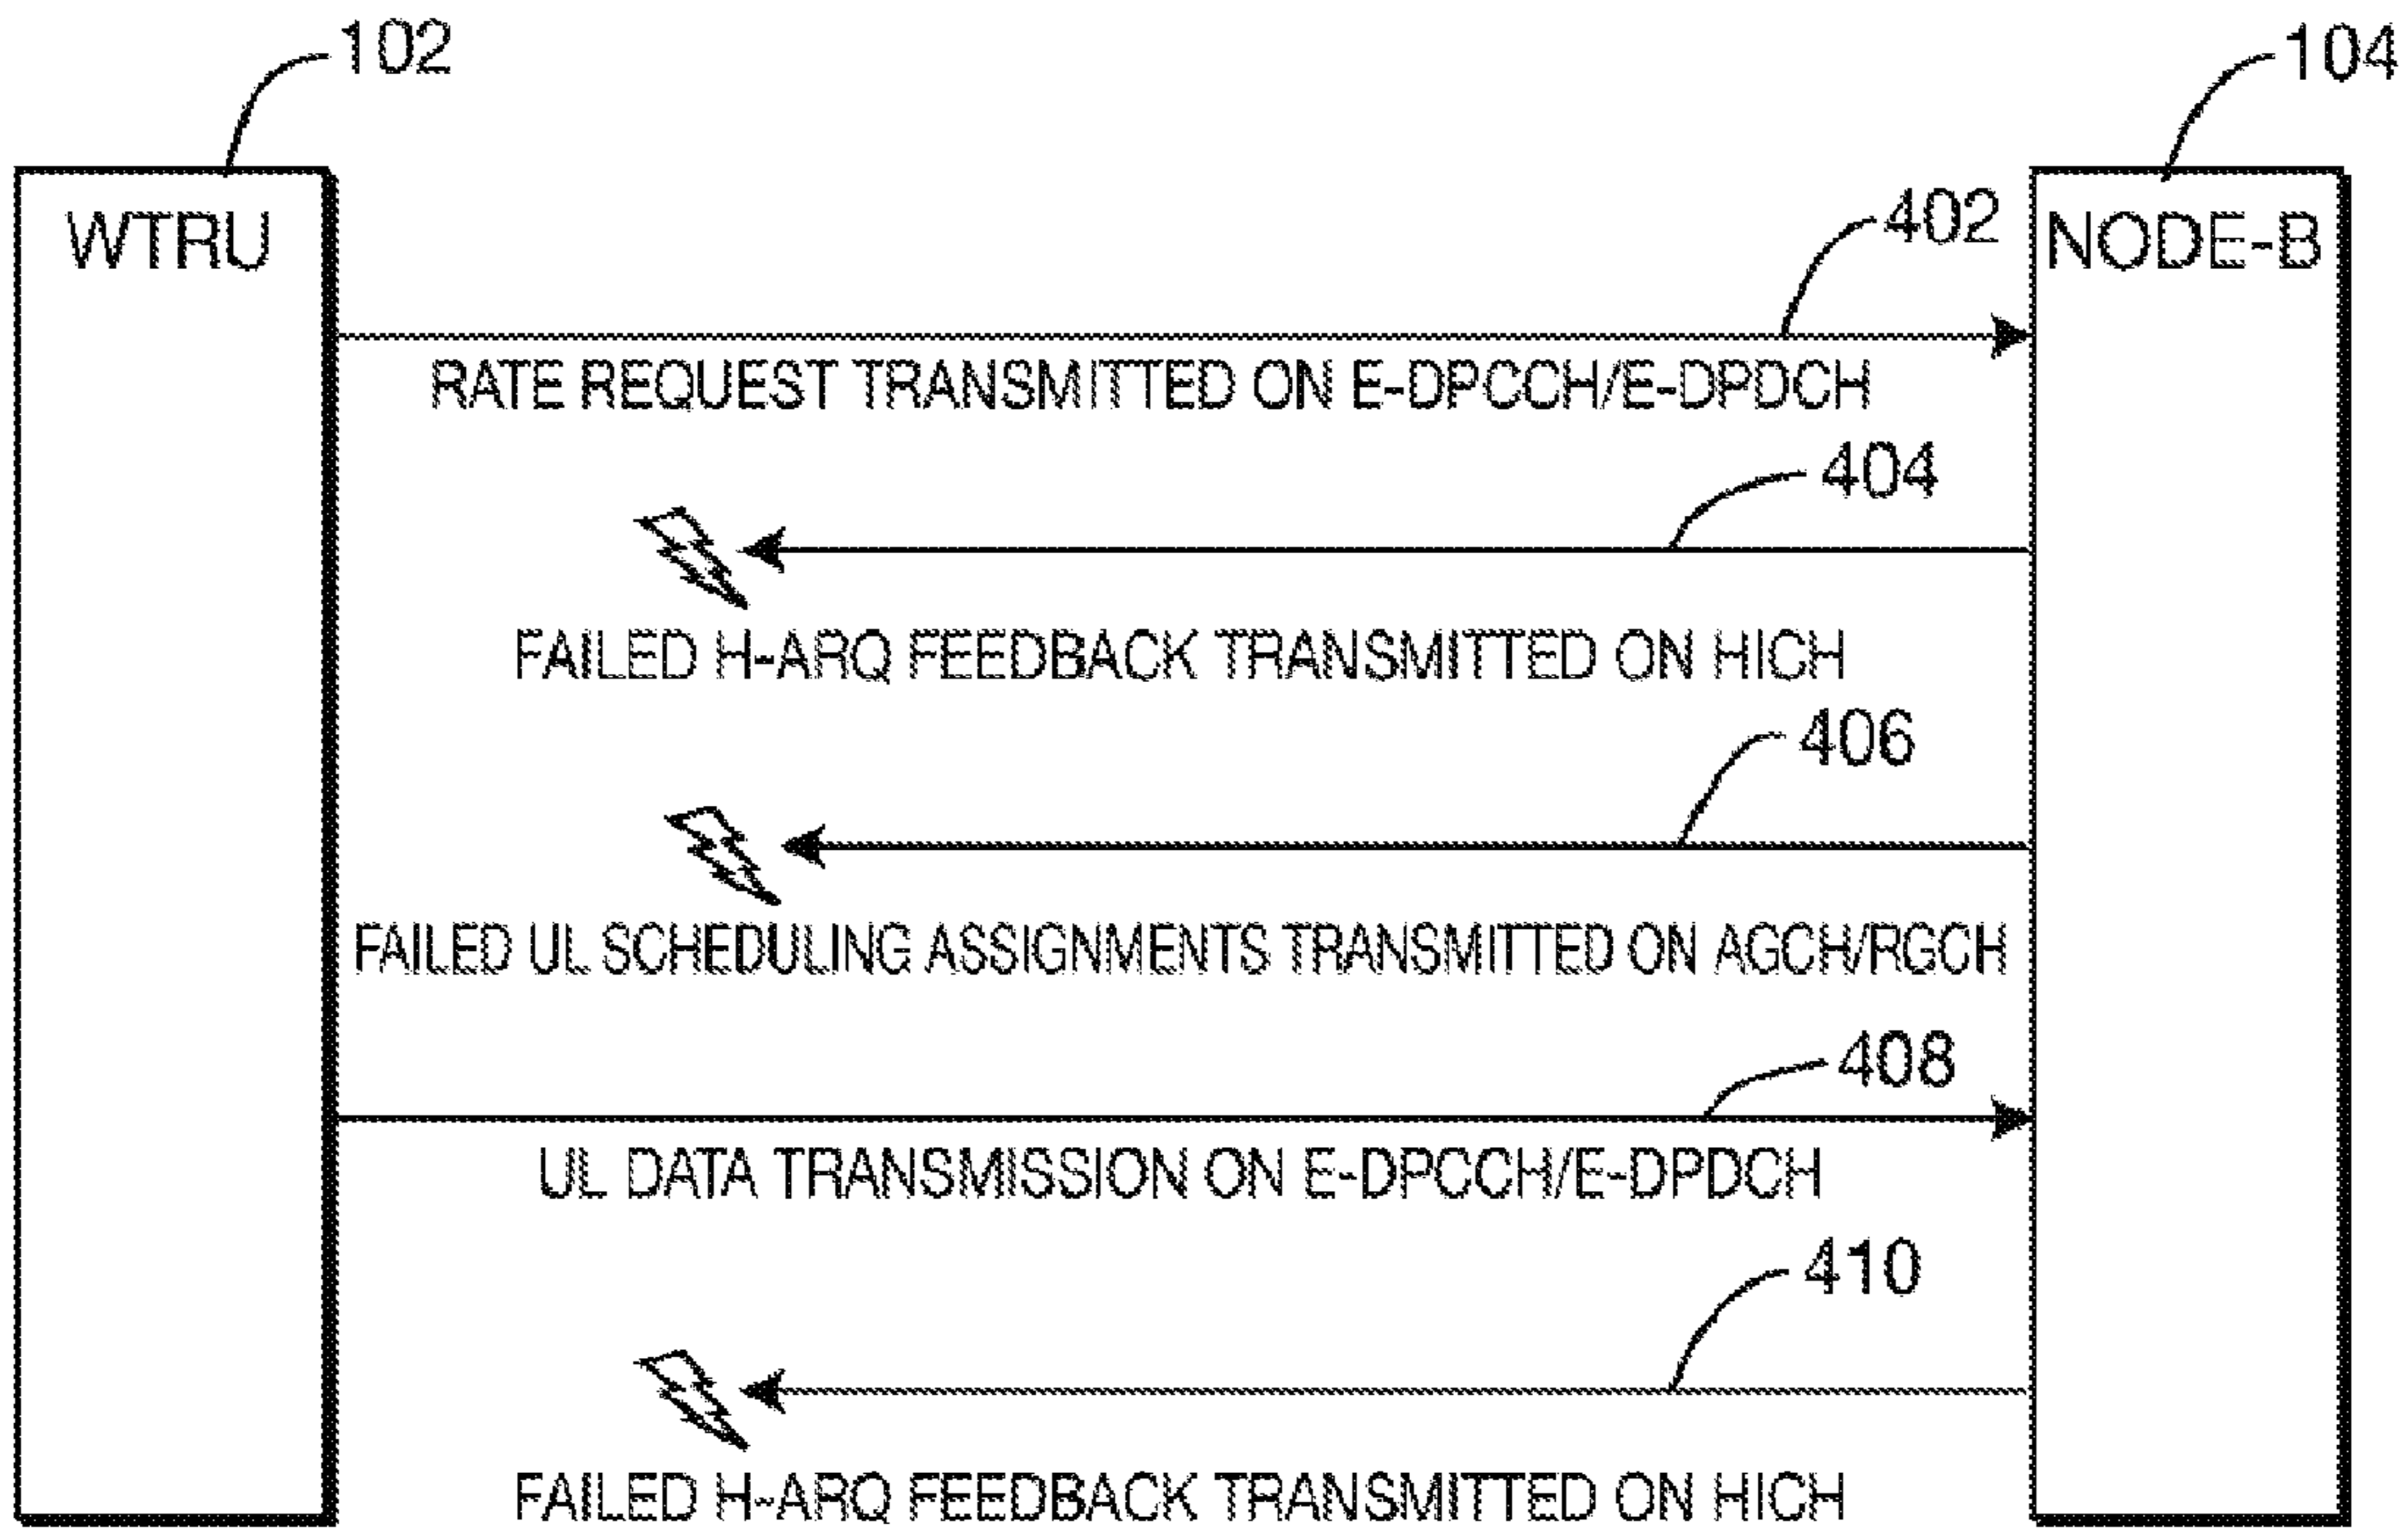 102
104
WTRU
NODE-B
402
RATE REQUEST TRANSMITTED ON E-DPCCH/E-DPDCH
404
FAILED H-ARQ FEEDBACK TRANSMITTED ON HICH
406
FAILED UL SCHEDULING ASSIGNMENTS TRANSMITTED ON AGCH/RGCH
408
UL DATA TRANSMISSION ON E-DPCCH/E-DPDCH
410
FAILED H-ARQ FEEDBACK TRANSMITTED ON HICH